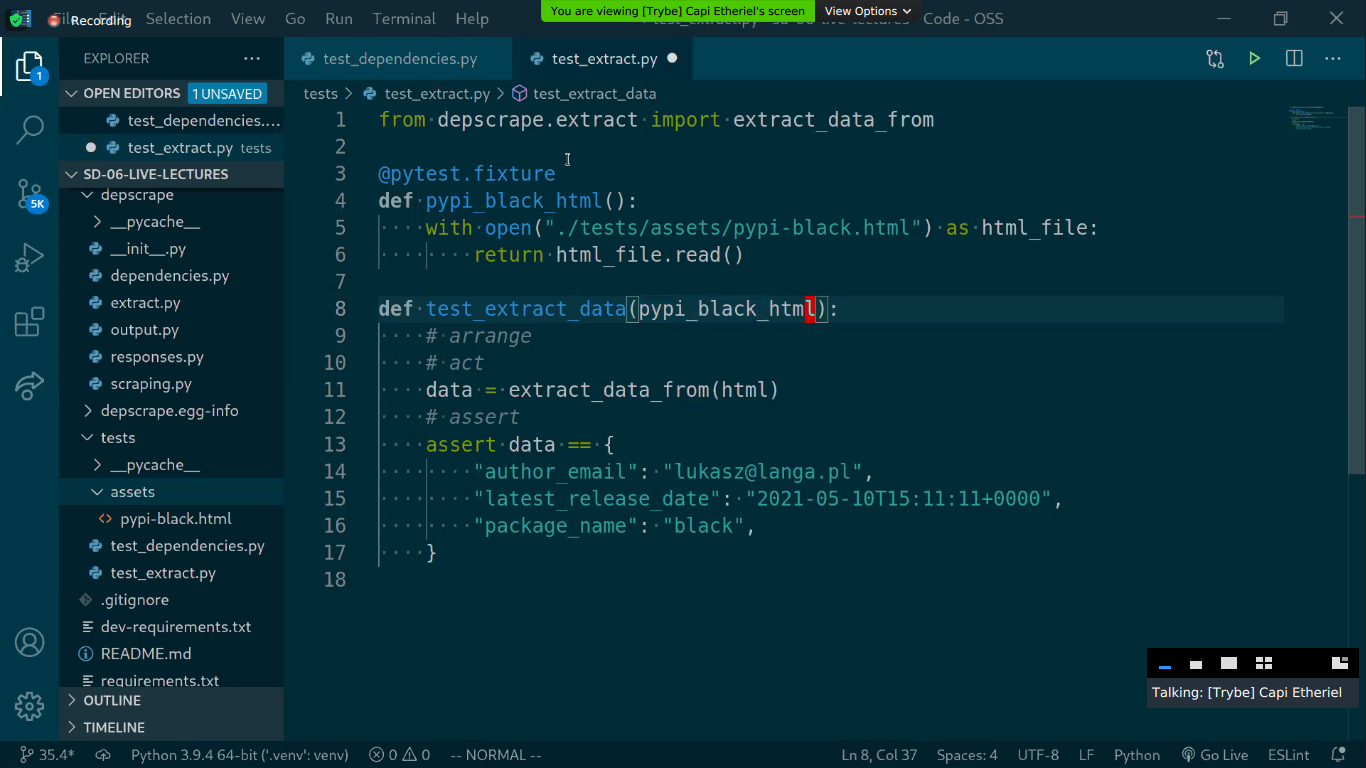 Recording
File Edit Selection View Go Run Terminal Help
You are viewing [Trybe] Capi Etheriel's screen
View Options
sd-06-live-lectures - Code - OSS
EXPLORER
OPEN EDITORS 1 UNSAVED
test_dependencies....
test_extract.py tests
SD-06-LIVE-LECTURES
depscrape
__pycache__
__init__.py
dependencies.py
extract.py
output.py
responses.py
scraping.py
depscrape.egg-info
tests
__pycache__
assets
pypi-black.html
test_dependencies.py
test_extract.py
.gitignore
dev-requirements.txt
README.md
requirements.txt
OUTLINE
TIMELINE
1
5K
test_dependencies.py
test_extract.py
tests > test_extract.py > test_extract_data
1 from depscrape.extract import extract_data_from
2
3 @pytest.fixture
4 def pypi_black_html():
5 with open("./tests/assets/pypi-black.html") as html_file:
6 return html_file.read()
7
8 def test_extract_data(pypi_black_html):
9 # arrange
10 # act
11 data = extract_data_from(html)
12 # assert
13 assert data == {
14 "author_email": "lukasz@langa.pl",
15 "latest_release_date": "2021-05-10T15:11:11+0000",
16 "package_name": "black",
17 }
18
Talking: [Trybe] Capi Etheriel
35.4* Python 3.9.4 64-bit ('.venv': venv) 0 0 -- NORMAL -- Ln 8, Col 37 Spaces: 4 UTF-8 LF Python Go Live ESLint